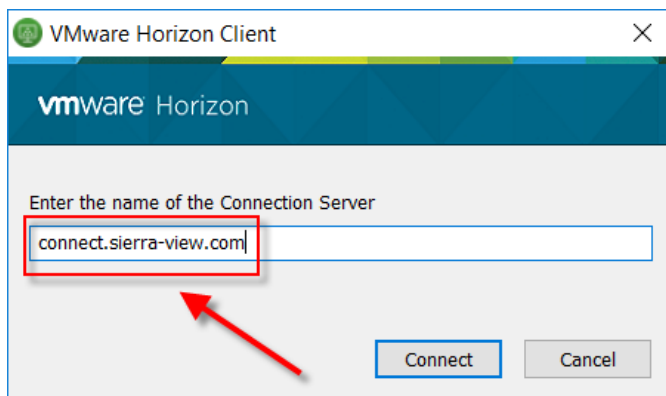 VMware Horizon Client
vmware Horizon
Enter the name of the Connection Server
connect.sierra-view.com
Connect Cancel